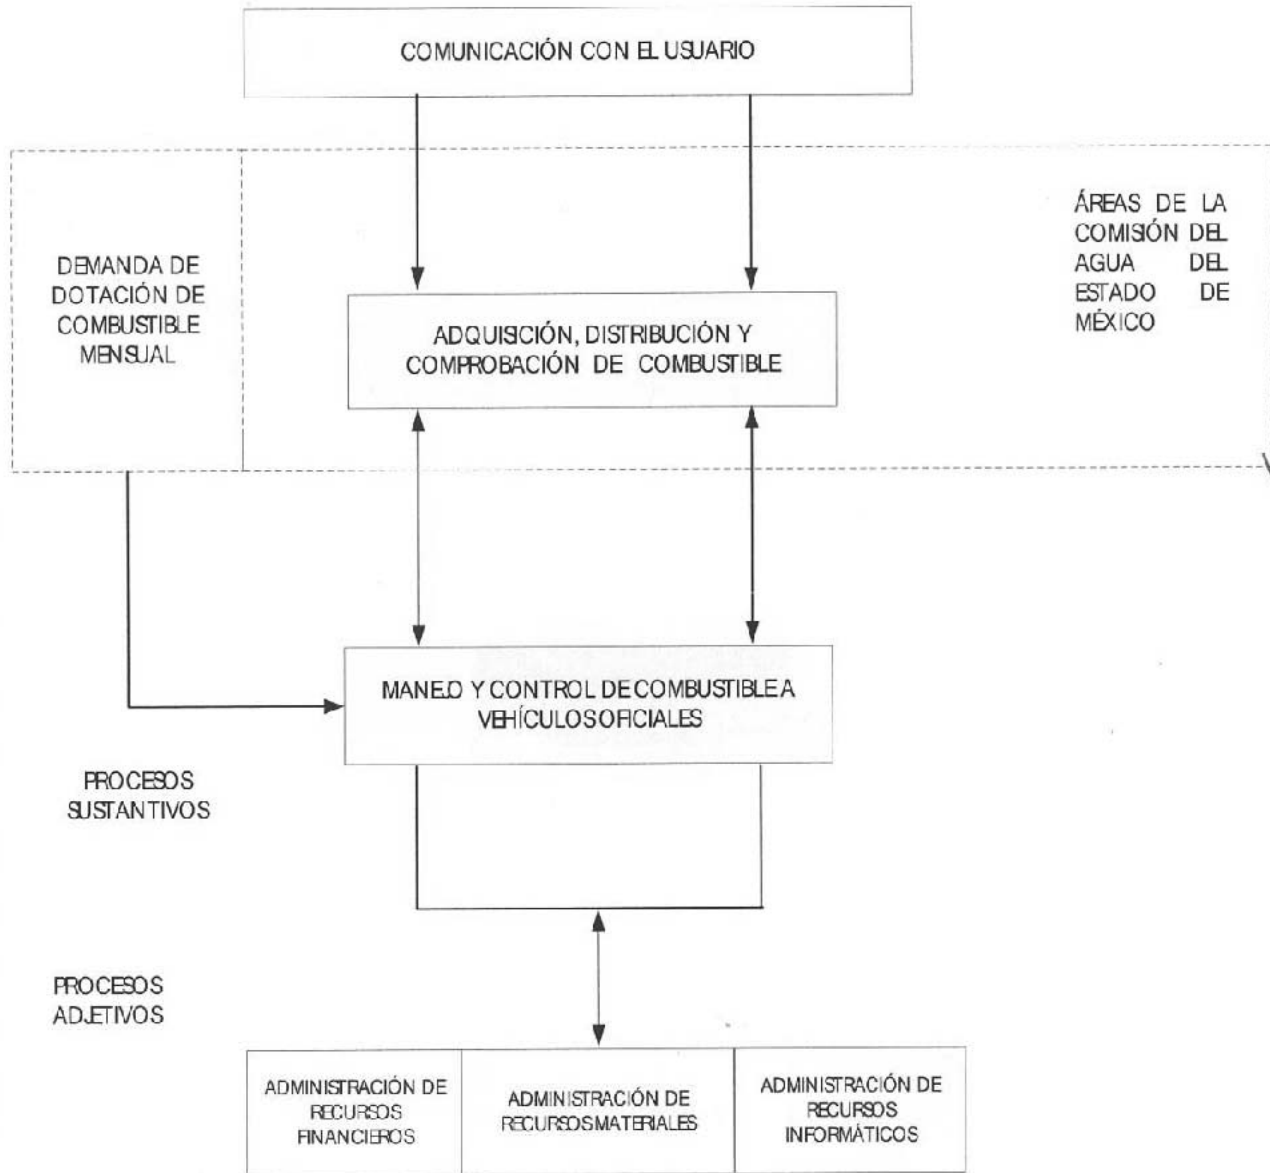 COMUNICACIÓN CON EL USUARIO
DEMANDA DE
DOTACIÓN DE
COMBUSTIBLE
MENSUAL
ADQUISICIÓN, DISTRIBUCIÓN Y
COMPROBACIÓN DE COMBUSTIBLE
ÁREAS DE LA
COMISIÓN DEL
AGUA DEL
ESTADO DE
MÉXICO
MANEJO Y CONTROL DE COMBUSTIBLE A
VEHÍCULOS OFICIALES
PROCESOS
SUSTANTIVOS
PROCESOS
ADJETIVOS
ADMINISTRACIÓN DE
RECURSOS
FINANCIEROS
ADMINISTRACIÓN DE
RECURSOS MATERIALES
ADMINISTRACIÓN DE
RECURSOS
INFORMÁTICOS